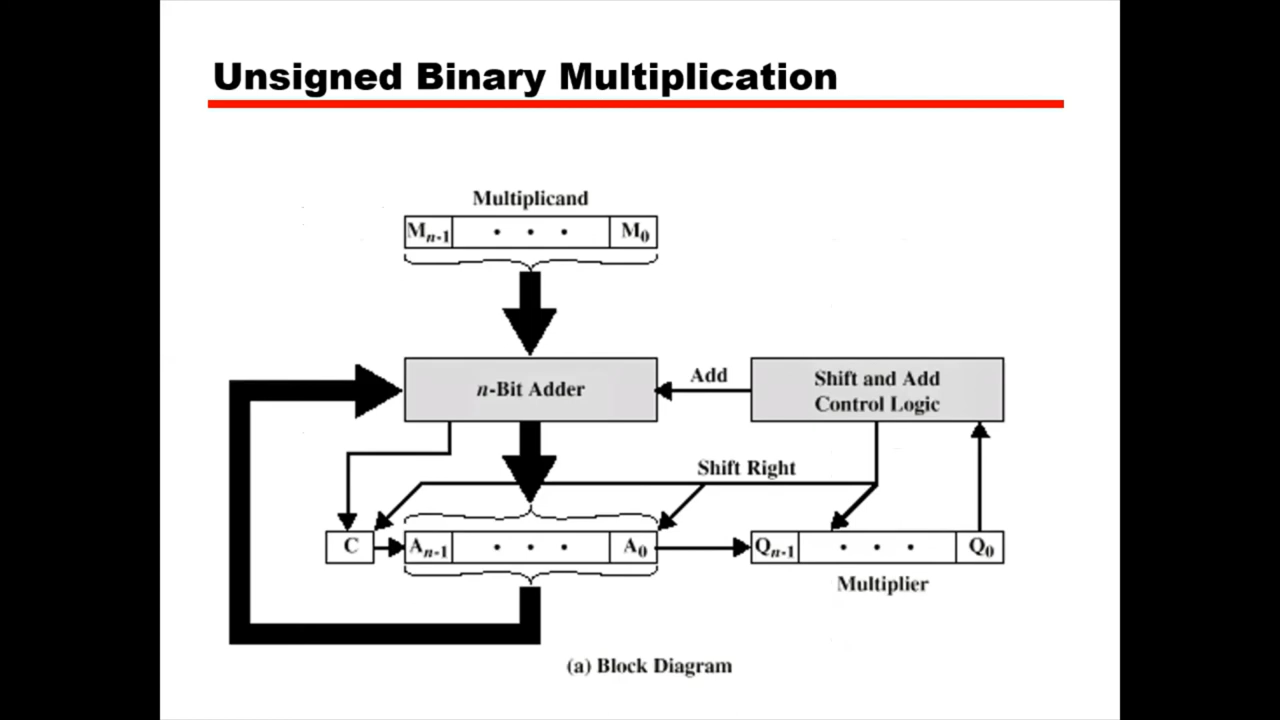 Unsigned Binary Multiplication
Multiplicand
Mn-1 • • • M0
n-Bit Adder
Add
Shift and Add
Control Logic
Shift Right
C
An-1 • • • A0
Qn-1 • • • Q0
Multiplier
(a) Block Diagram